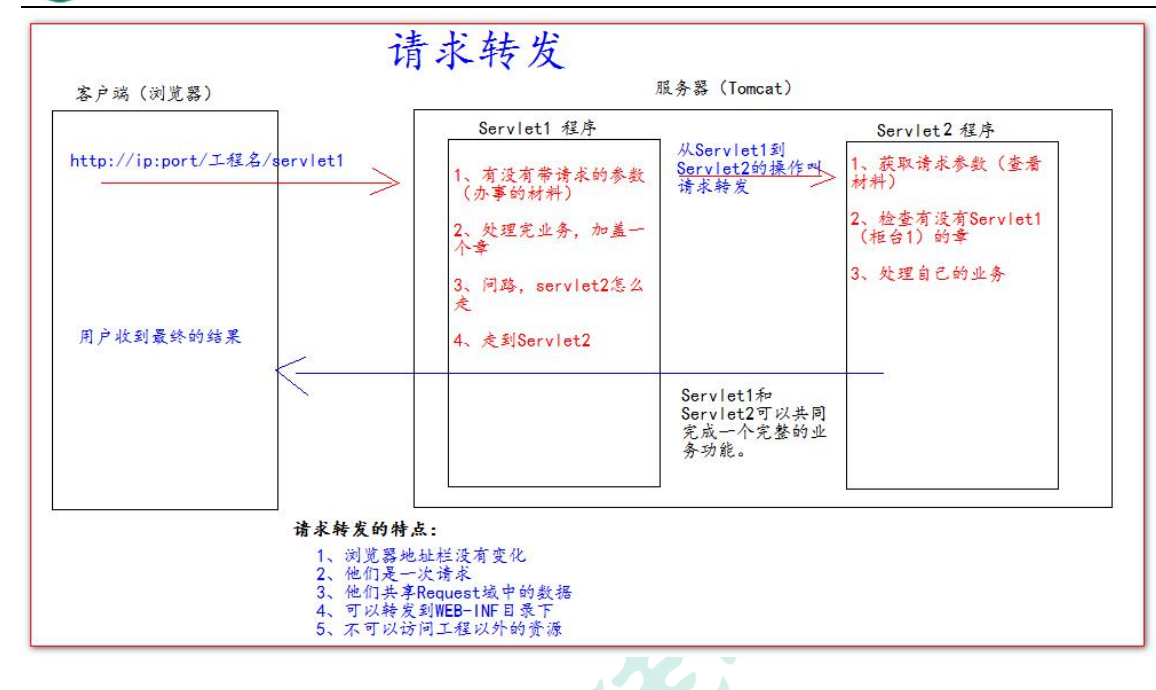 请求转发
客户端（浏览器）
服务器（Tomcat）
http://ip:port/工程名/servlet1
用户收到最终的结果
Servlet1 程序
1、有没有带请求的参数
（办事的材料）
2、处理完业务，加盖一
个章
3、问路，servlet2怎么
走
4、走到Servlet2
从Servlet1到
Servlet2的操作叫
请求转发
Servlet2 程序
1、获取请求参数（查看
材料）
2、检查有没有Servlet1
（柜台1）的章
3、处理自己的业务
Servlet1和
Servlet2可以共同
完成一个完整的业
务功能。
请求转发的特点：
1、浏览器地址栏没有变化
2、他们是一次请求
3、他们共享Request域中的数据
4、可以转发到WEB-INF目录下
5、不可以访问工程以外的资源